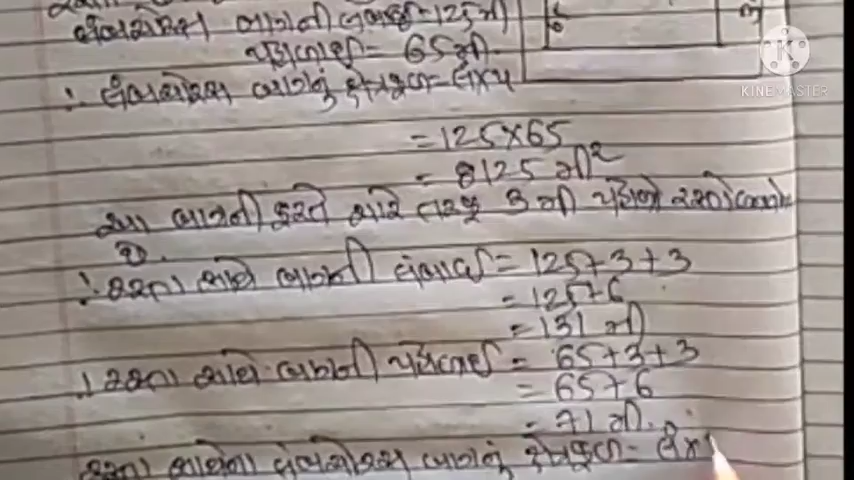 લંબચોરસ બાગની લંબાઈ = 125 મી
પહોળાઈ = 65 મી
∴ લંબચોરસ બાગનું ક્ષેત્રફળ = લં×પ
= 125×65
= 8125 મી²
આ બાગની ફરતે ચારે તરફ 3 મી પહોળો રસ્તો
છે.
∴ રસ્તા સાથે બાગની લંબાઈ = 125+3+3
= 125+6
= 131 મી
∴ રસ્તા સાથે બાગની પહોળાઈ = 65+3+3
= 65+6
= 71 મી.
રસ્તા સાથેના લંબચોરસ બાગનું ક્ષેત્રફળ = લં×
3
K
KINEMASTER